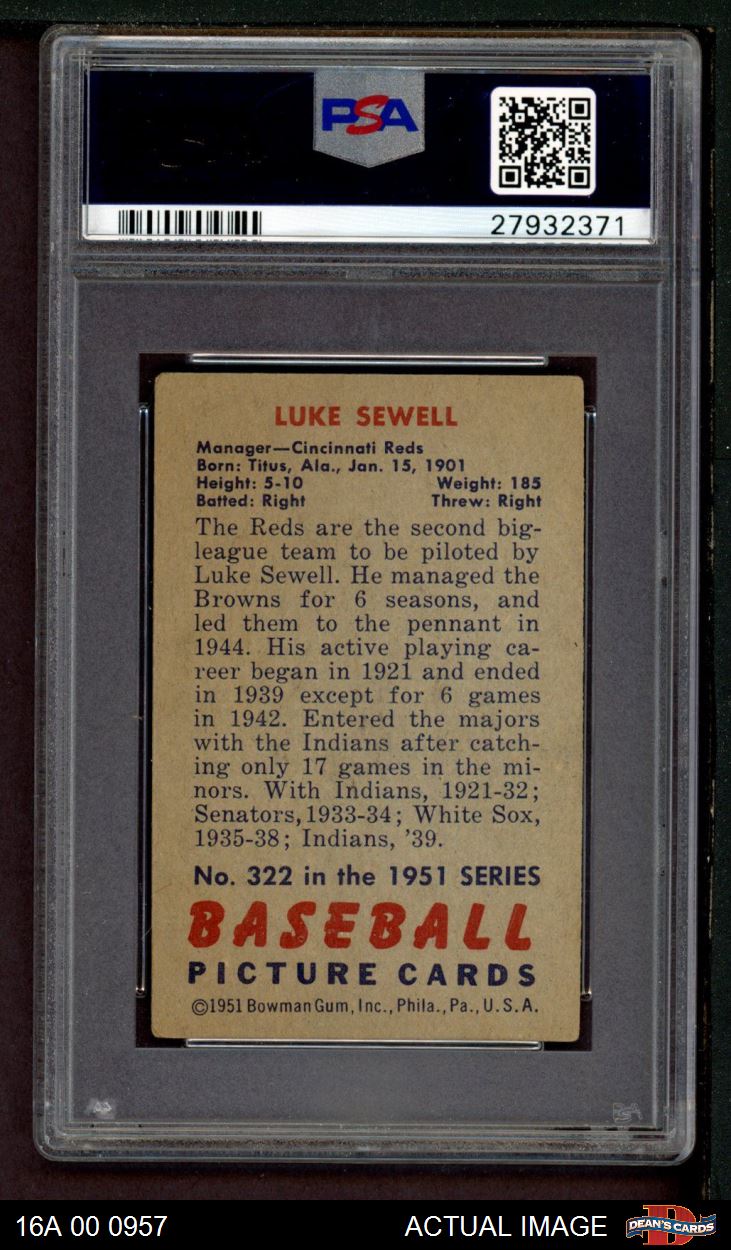 PSA
27932371
LUKE SEWELL
Manager—Cincinnati Reds
Born: Titus, Ala., Jan. 15, 1901
Height: 5-10 Weight: 185
Batted: Right Threw: Right
The Reds are the second big-
league team to be piloted by
Luke Sewell. He managed the
Browns for 6 seasons, and
led them to the pennant in
1944. His active playing ca-
reer began in 1921 and ended
in 1939 except for 6 games
in 1942. Entered the majors
with the Indians after catch-
ing only 17 games in the mi-
nors. With Indians, 1921-32;
Senators, 1933-34; White Sox,
1935-38; Indians, '39.
No. 322 in the 1951 SERIES
BASEBALL
PICTURE CARDS
©1951 Bowman Gum, Inc., Phila., Pa., U.S.A.
PSA
16A 00 0957 ACTUAL IMAGE DEAN'S CARDS